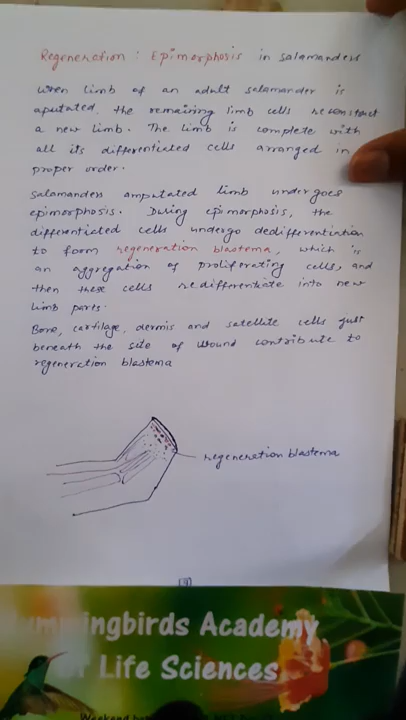 Regeneration : Epimorphosis in salamanders
When limb of an adult salamander is
aputated, the remaining limb cells reconstruct
a new limb. The limb is complete with
all its differentiated cells arranged in
proper order.
Salamanders amputated limb undergoes
epimorphosis. During epimorphosis, the
differentiated cells undergo dedifferentiation
to form regeneration blastema, which is
an aggregation of proliferating cells, and
then these cells redifferentiate into new
limb parts.
Bone, cartilage, dermis and satellite cells just
beneath the site of wound contribute to
regeneration blastema
regeneration blastema
mmingbirds Academy
of Life Sciences
Weekend